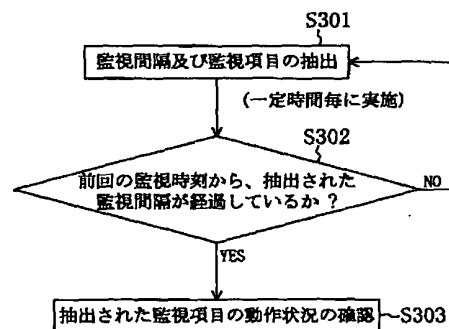 S301
監視間隔及び監視項目の抽出
(一定時間毎に実施)
S302
前回の監視時刻から、抽出された
監視間隔が経過しているか?
NO
YES
抽出された監視項目の動作状況の確認
S303